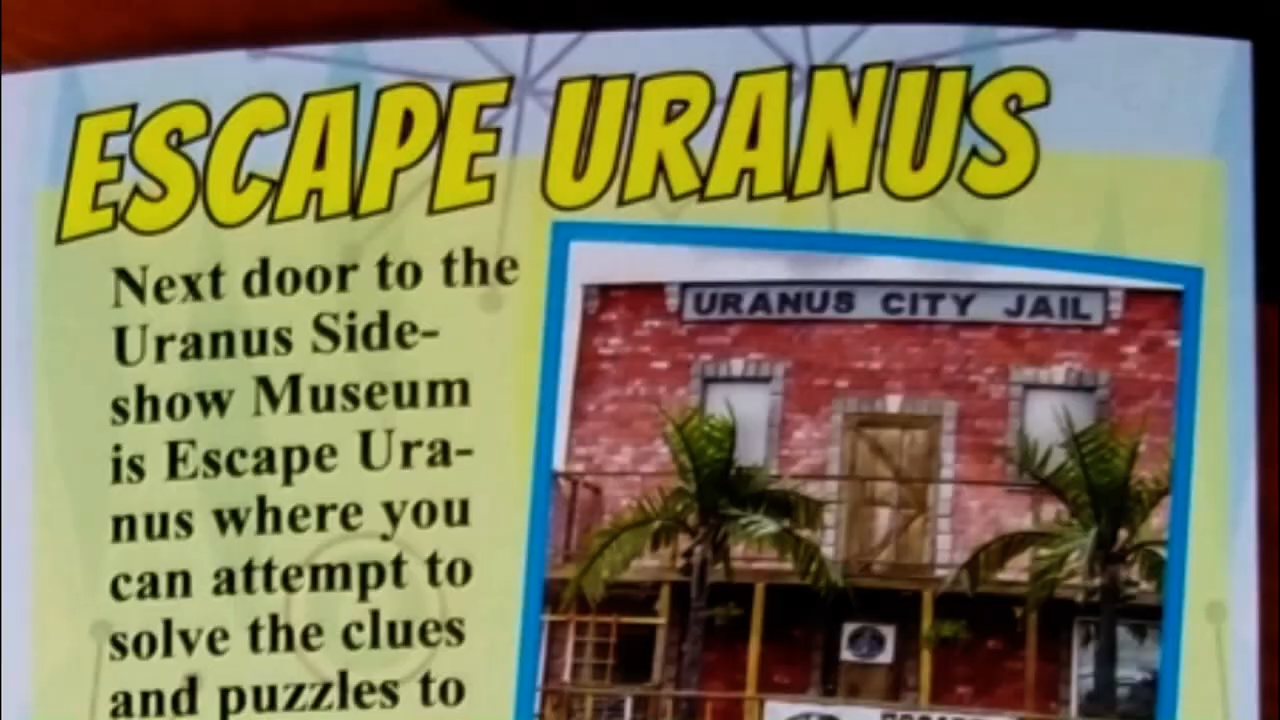 ESCAPE URANUS
Next door to the
Uranus Side-
show Museum
is Escape Ura-
nus where you
can attempt to
solve the clues
and puzzles to
URANUS CITY JAIL